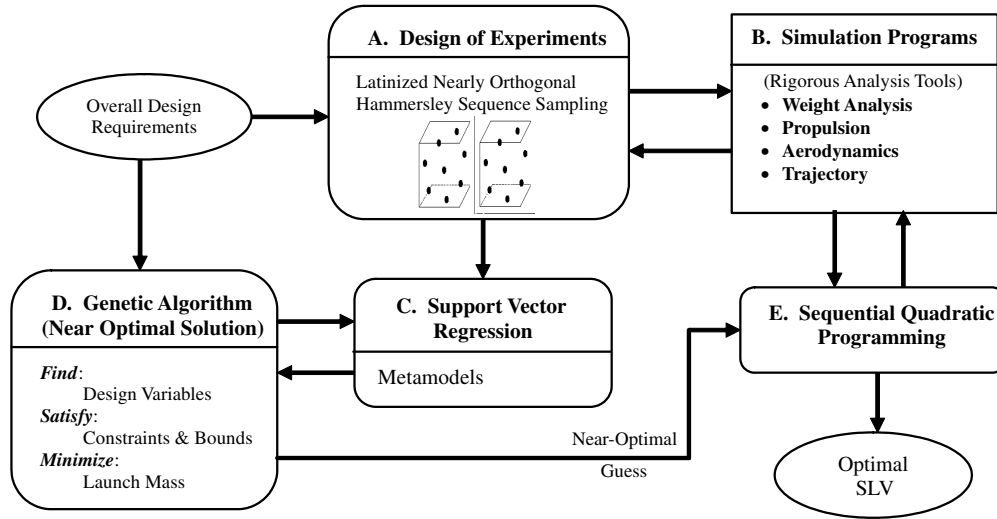 Overall Design
Requirements
A. Design of Experiments
Latinized Nearly Orthogonal
Hammersley Sequence Sampling
B. Simulation Programs
(Rigorous Analysis Tools)
• Weight Analysis
• Propulsion
• Aerodynamics
• Trajectory
D. Genetic Algorithm
(Near Optimal Solution)
Find:
Design Variables
Satisfy:
Constraints & Bounds
Minimize:
Launch Mass
C. Support Vector
Regression
Metamodels
Near-Optimal
Guess
E. Sequential Quadratic
Programming
Optimal
SLV